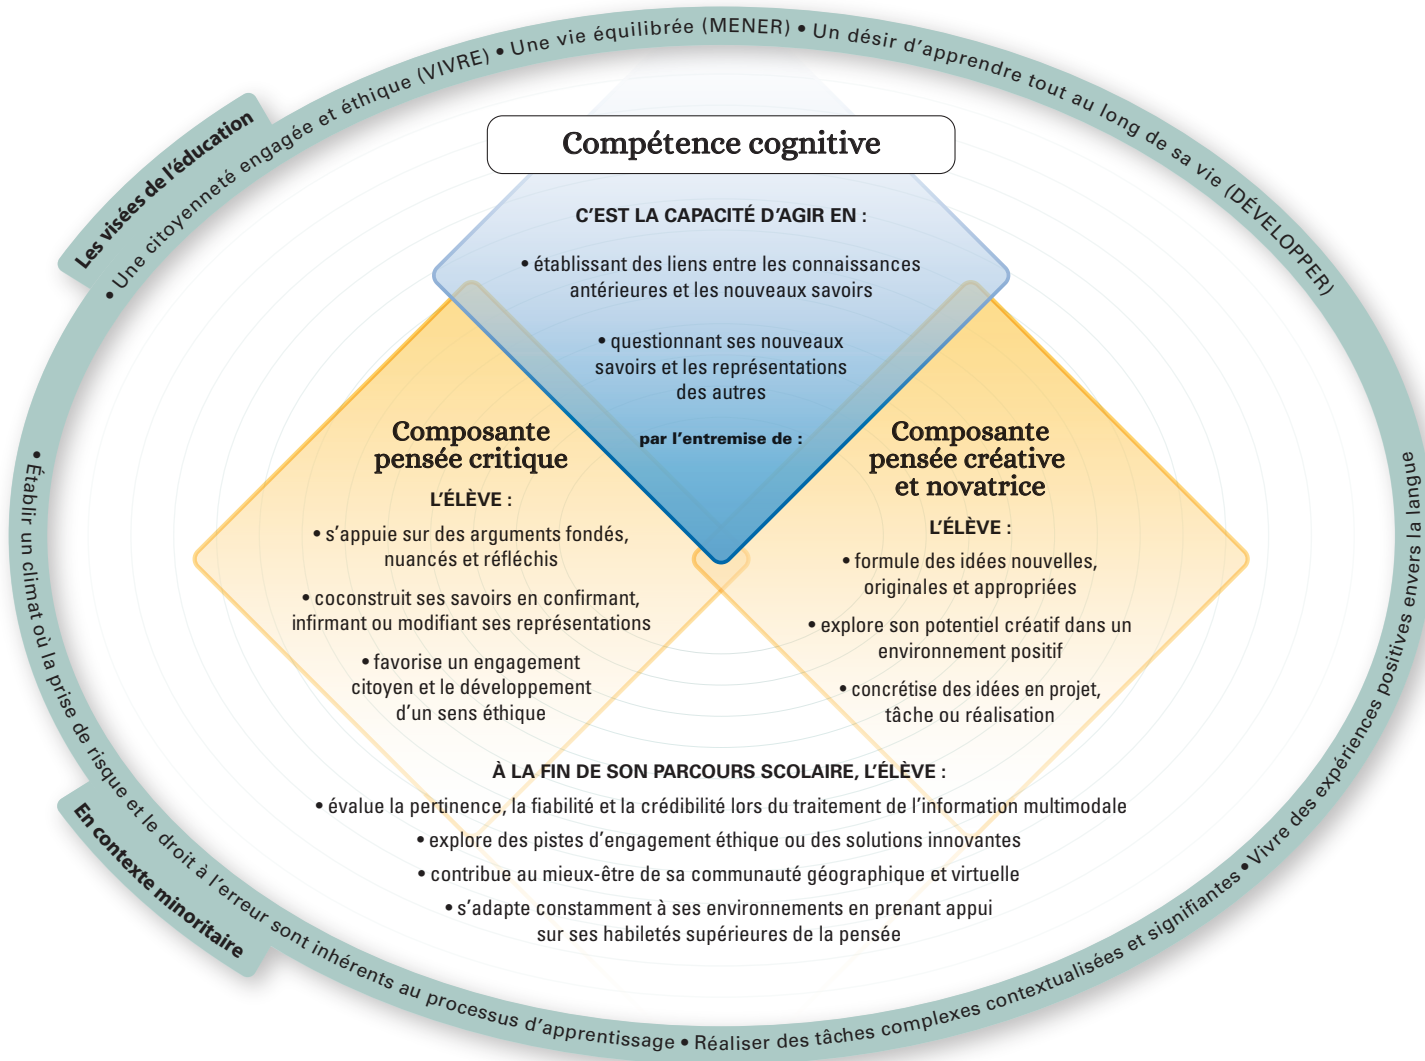 Les visées de l'éducation
• Une citoyenneté engagée et éthique (VIVRE) • Une vie équilibrée (MENER) • Un désir d'apprendre tout au long de sa vie (DÉVELOPPER)
Compétence cognitive
C'EST LA CAPACITÉ D'AGIR EN :
• établissant des liens entre les connaissances
antérieures et les nouveaux savoirs
• questionnant ses nouveaux
savoirs et les représentations
des autres
par l'entremise de :
Composante
pensée critique
L'ÉLÈVE :
• s'appuie sur des arguments fondés,
nuancés et réfléchis
• coconstruit ses savoirs en confirmant,
infirmant ou modifiant ses représentations
• favorise un engagement
citoyen et le développement
d'un sens éthique
Composante
pensée créative
et novatrice
L'ÉLÈVE :
• formule des idées nouvelles,
originales et appropriées
• explore son potentiel créatif dans un
environnement positif
• concrétise des idées en projet,
tâche ou réalisation
À LA FIN DE SON PARCOURS SCOLAIRE, L'ÉLÈVE :
• évalue la pertinence, la fiabilité et la crédibilité lors du traitement de l'information multimodale
• explore des pistes d'engagement éthique ou des solutions innovantes
• contribue au mieux-être de sa communauté géographique et virtuelle
• s'adapte constamment à ses environnements en prenant appui
sur ses habiletés supérieures de la pensée
En contexte minoritaire
• Établir un climat où la prise de risque et le droit à l'erreur sont inhérents au processus d'apprentissage • Réaliser des tâches complexes contextualisées et signifiantes • Vivre des expériences positives envers la langue